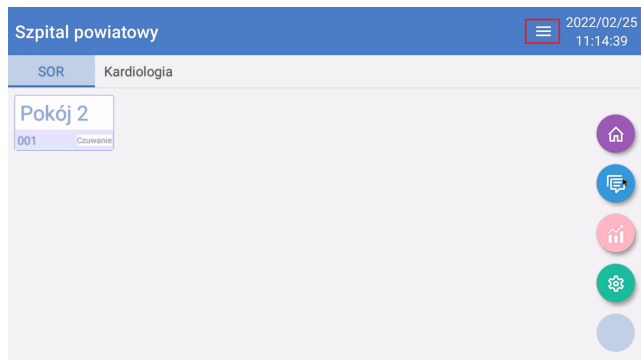 Szpital powiatowy
2022/02/25
11:14:39
SOR Kardiologia
Pokój 2
001 Czuwanie